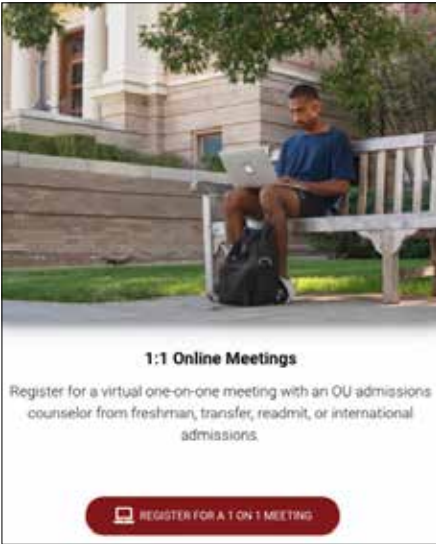 1:1 Online Meetings
Register for a virtual one-on-one meeting with an OU admissions
counselor from freshman, transfer, readmit, or international
admissions.
REGISTER FOR A 1 ON 1 MEETING